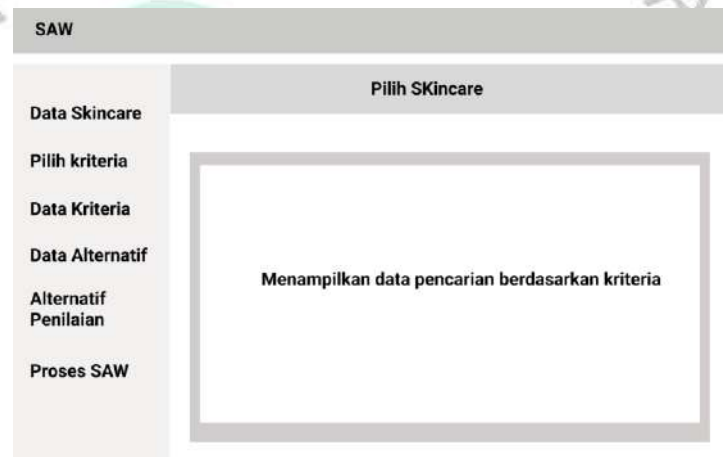 SAW
Pilih SKincare
Data Skincare
Pilih kriteria
Data Kriteria
Data Alternatif
Alternatif
Penilaian
Proses SAW
Menampilkan data pencarian berdasarkan kriteria